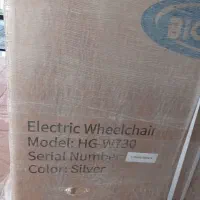 Electric Wheelchair
Model: HG-W730
Serial Number
Color: Silver